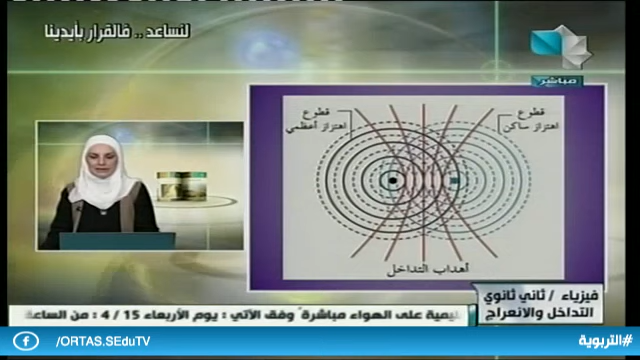 لنساعد .. فالقرار بأيدينا
مباشر
قطوع
اهتزاز أعظمي
قطوع
اهتزاز ساكن
أهداب التداخل
فيزياء / ثاني ثانوي
التداخل والانعراج
ليمية على الهواء مباشرة ً وفق الآتي : يوم الأربعاء 15 / 4 : من الساعة
/ORTAS.SEduTV
#التربوية